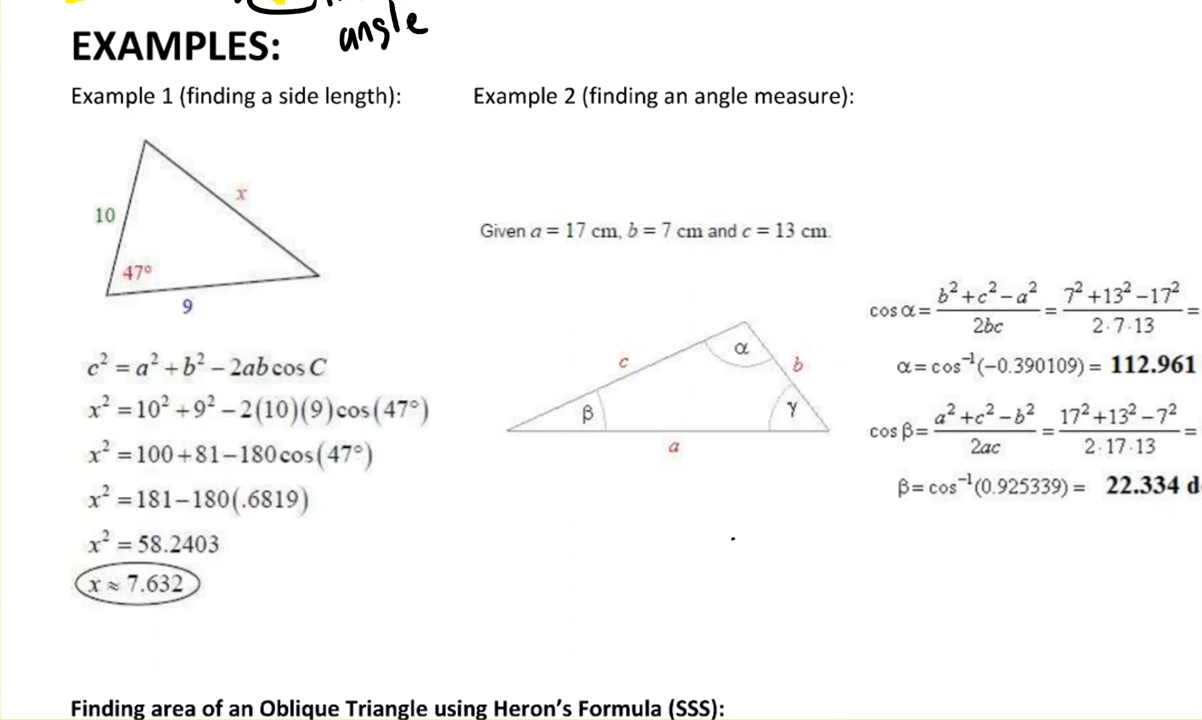 angle
EXAMPLES:
Example 1 (finding a side length):
Example 2 (finding an angle measure):
10
x
47°
9
c² = a² + b² − 2ab cos C
x² = 10² + 9² − 2(10)(9)cos(47°)
x² = 100 + 81 − 180cos(47°)
x² = 181 − 180(.6819)
x² = 58.2403
x ≈ 7.632
Given a = 17 cm, b = 7 cm and c = 13 cm.
c
α
b
β
γ
a
cos α = (b² + c² − a²)/2bc = (7² + 13² − 17²)/2·7·13 =
α = cos⁻¹(−0.390109) = 112.961
cos β = (a² + c² − b²)/2ac = (17² + 13² − 7²)/2·17·13 =
β = cos⁻¹(0.925339) = 22.334 d
Finding area of an Oblique Triangle using Heron's Formula (SSS):